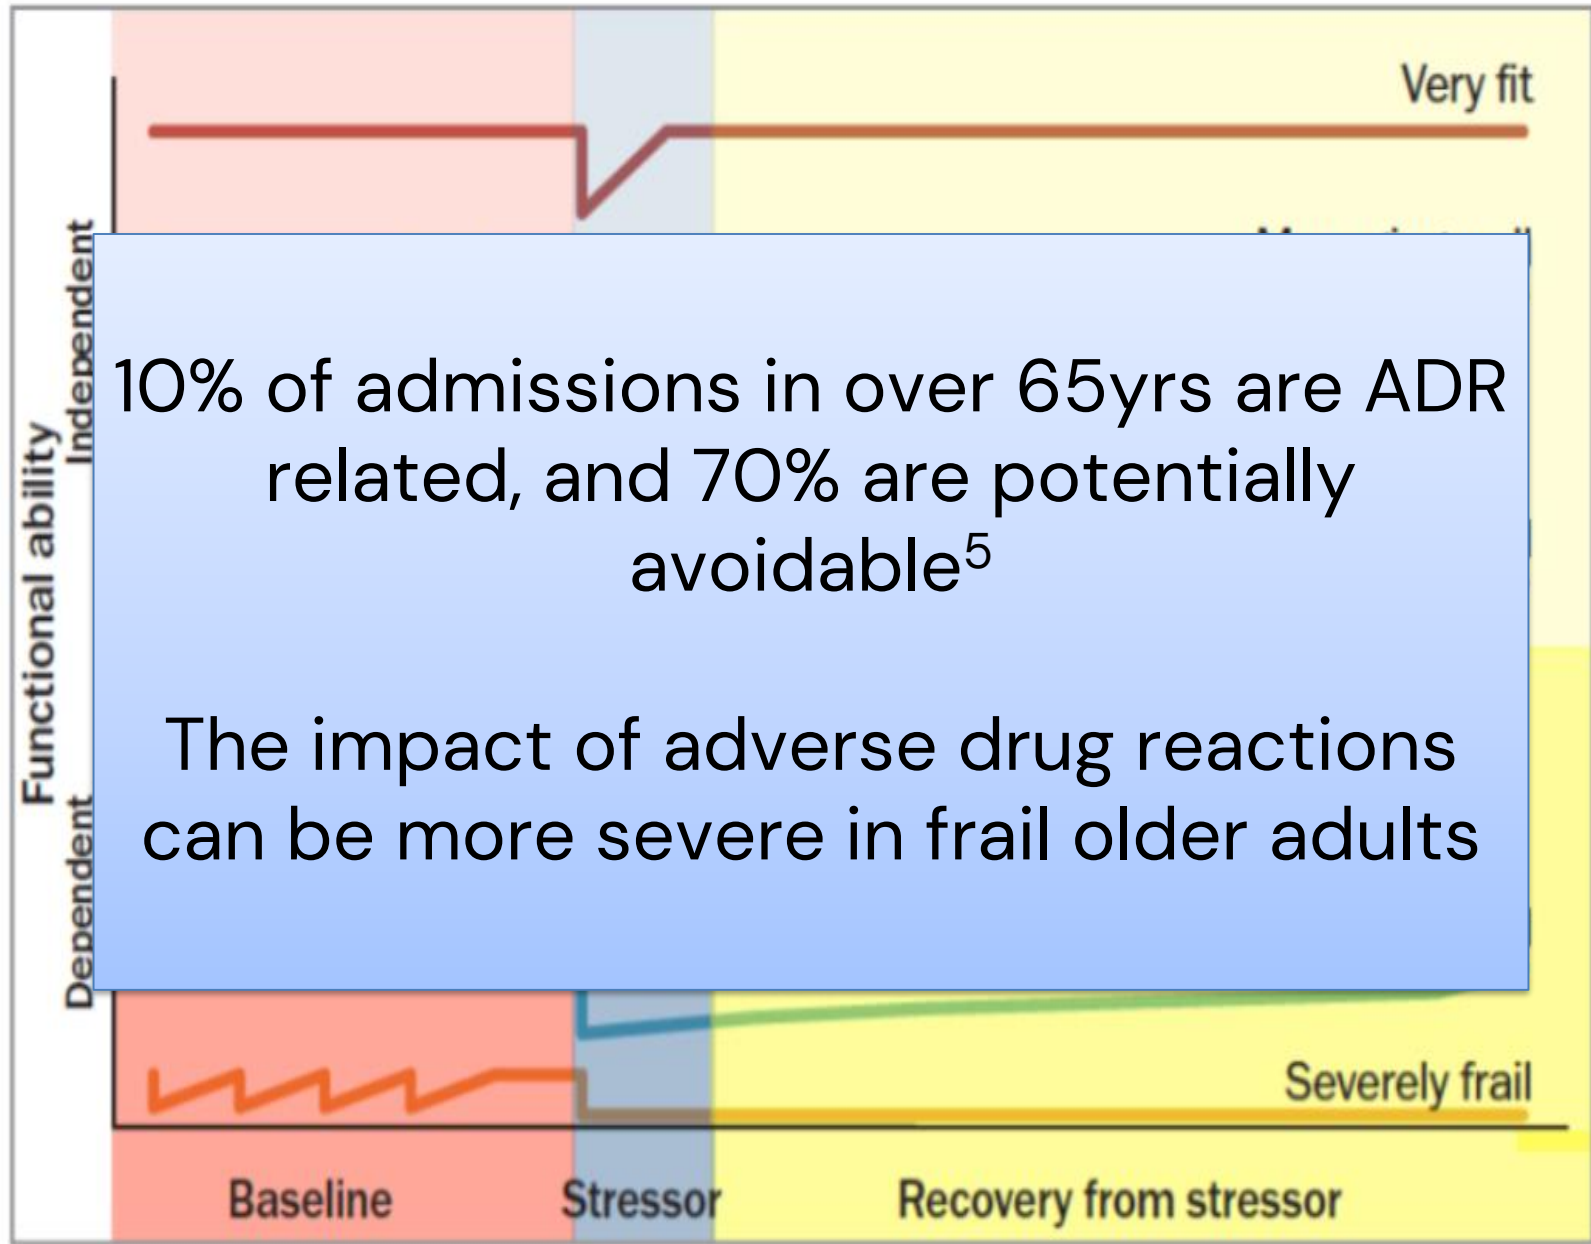 Very fit
Functional ability
Independent
Dependent
10% of admissions in over 65yrs are ADR
related, and 70% are potentially
avoidable⁵
The impact of adverse drug reactions
can be more severe in frail older adults
Severely frail
Baseline
Stressor
Recovery from stressor